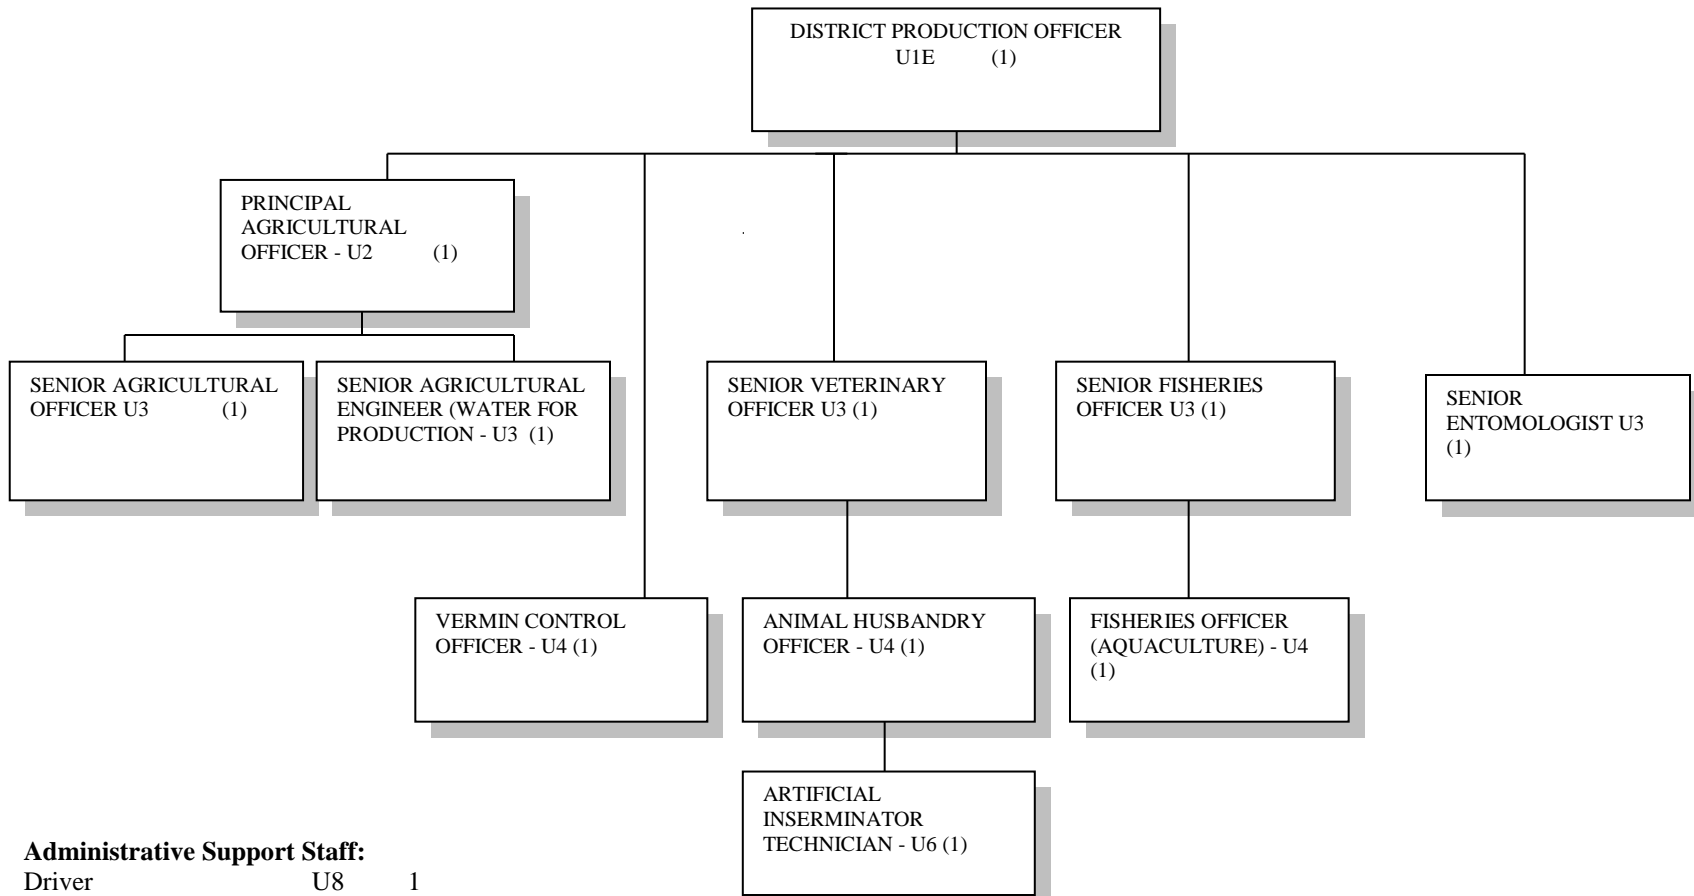 DISTRICT PRODUCTION OFFICER
U1E (1)
PRINCIPAL
AGRICULTURAL
OFFICER - U2 (1)
SENIOR AGRICULTURAL
OFFICER U3 (1)
SENIOR AGRICULTURAL
ENGINEER (WATER FOR
PRODUCTION - U3 (1)
SENIOR VETERINARY
OFFICER U3 (1)
SENIOR FISHERIES
OFFICER U3 (1)
SENIOR
ENTOMOLOGIST U3
(1)
VERMIN CONTROL
OFFICER - U4 (1)
ANIMAL HUSBANDRY
OFFICER - U4 (1)
FISHERIES OFFICER
(AQUACULTURE) - U4
(1)
ARTIFICIAL
INSERMINATOR
TECHNICIAN - U6 (1)
Administrative Support Staff:
Driver U8 1